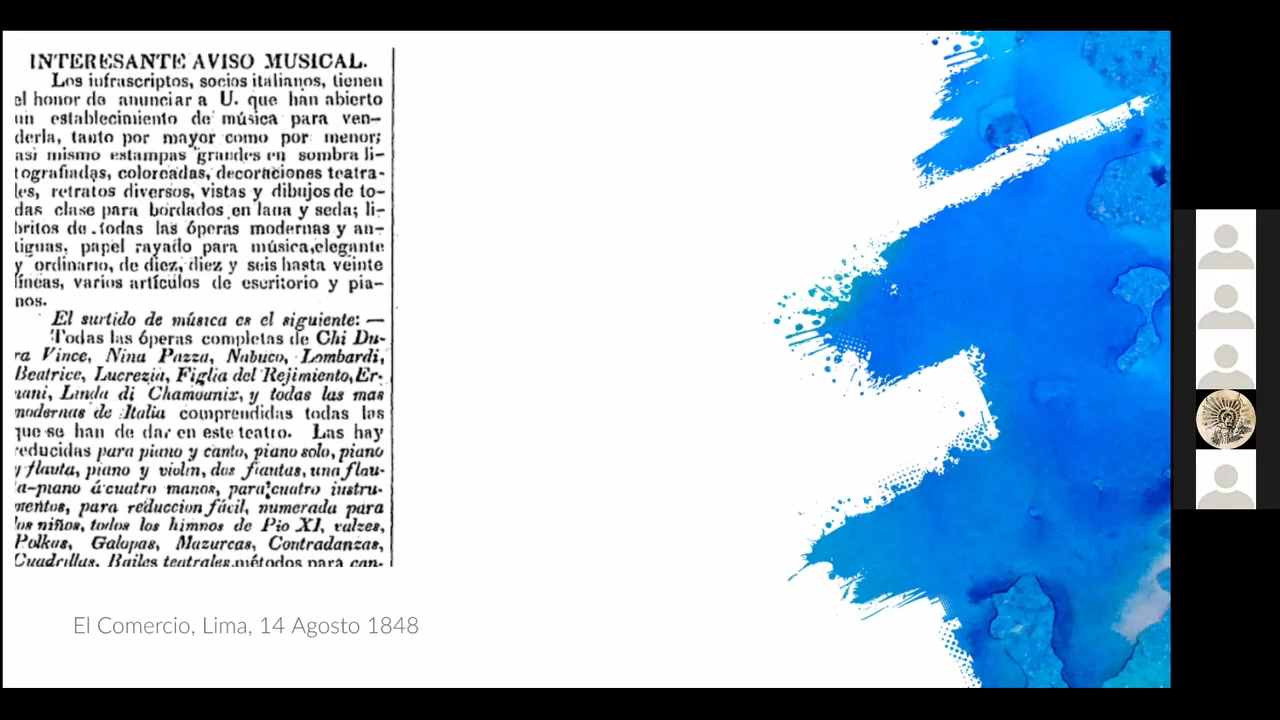 INTERESANTE AVISO MUSICAL.
Los infrascriptos, socios italianos, tienen
el honor de anunciar a U. que han abierto
un establecimiento de música para ven-
derla, tanto por mayor como por menor;
asi mismo estampas grandes en sombra li-
tografiadas, coloreadas, decoraciones teatra-
les, retratos diversos, vistas y dibujos de to-
das clase para bordados en lana y seda; li-
britos de todas las óperas modernas y an-
tiguas, papel rayado para música, elegante
y ordinario, de diez, diez y seis hasta veinte
líneas, varios artículos de escritorio y pia-
nos.
El surtido de música es el siguiente: —
Todas las óperas completas de Chi Du-
ra Vince, Nina Pazza, Nabuco, Lombardi,
Beatrice, Lucrezia, Figlia del Rejimiento, Er-
nani, Linda di Chamounix, y todas las mas
modernas de Italia comprendidas todas las
que se han de dar en este teatro. Las hay
reducidas para piano y canto, piano solo, piano
y flauta, piano y violin, dos flautas, una flau-
ta-piano á cuatro manos, para cuatro instru-
mentos, para reduccion fácil, numerada para
los niños, todos los himnos de Pio XI, valzes,
Polkas, Galopas, Mazurcas, Contradanzas,
Cuadrillas, Bailes teatrales, métodos para can-
El Comercio, Lima, 14 Agosto 1848